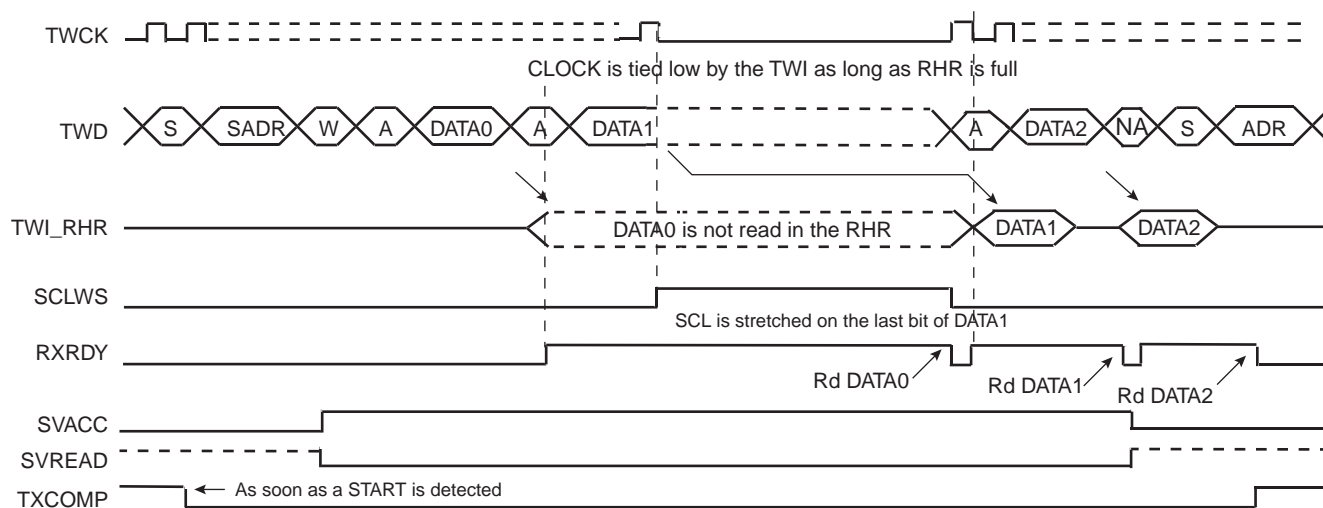 TWCK
CLOCK is tied low by the TWI as long as RHR is full
TWD S SADR W A DATA0 A DATA1 A DATA2 NA S ADR
TWI_RHR DATA0 is not read in the RHR DATA1 DATA2
SCLWS
SCL is stretched on the last bit of DATA1
RXRDY
Rd DATA0 Rd DATA1 Rd DATA2
SVACC
SVREAD
TXCOMP As soon as a START is detected